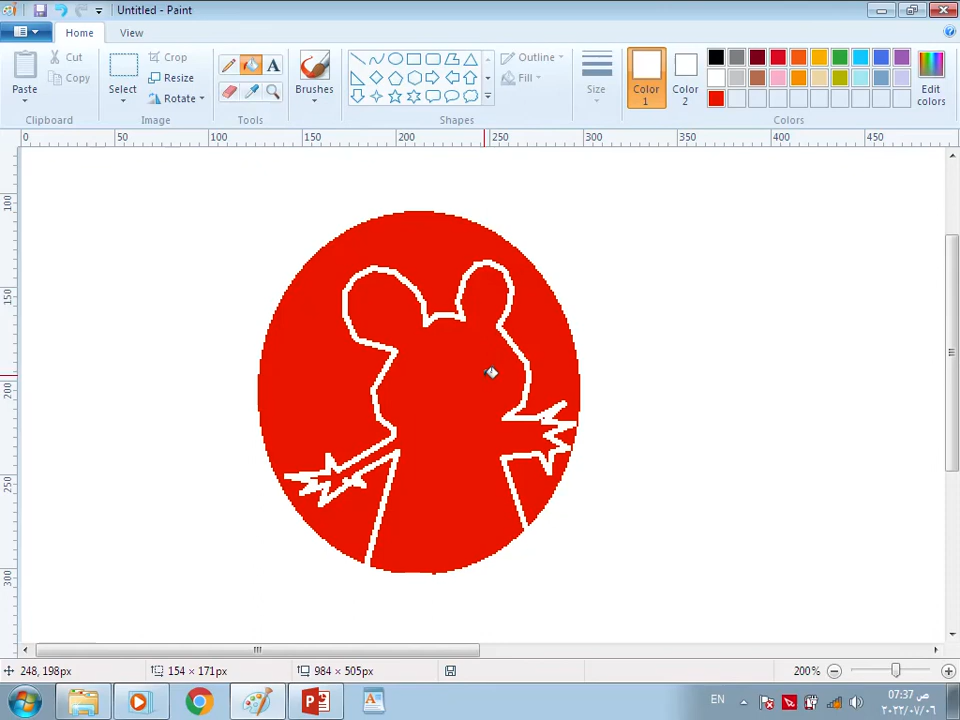 Untitled - Paint
Home
View
Paste
Cut
Copy
Clipboard
Select
Crop
Resize
Rotate
Image
A
Tools
Brushes
Outline
Fill
Shapes
Size
Color 1
Color 2
Edit colors
Colors
0 50 100 150 200 250 300 350 400 450
100
150
200
250
300
248, 198px
154 × 171px
984 × 505px
200%
EN
07:37 ص
٢٠٢٢/٠٧/٠٦